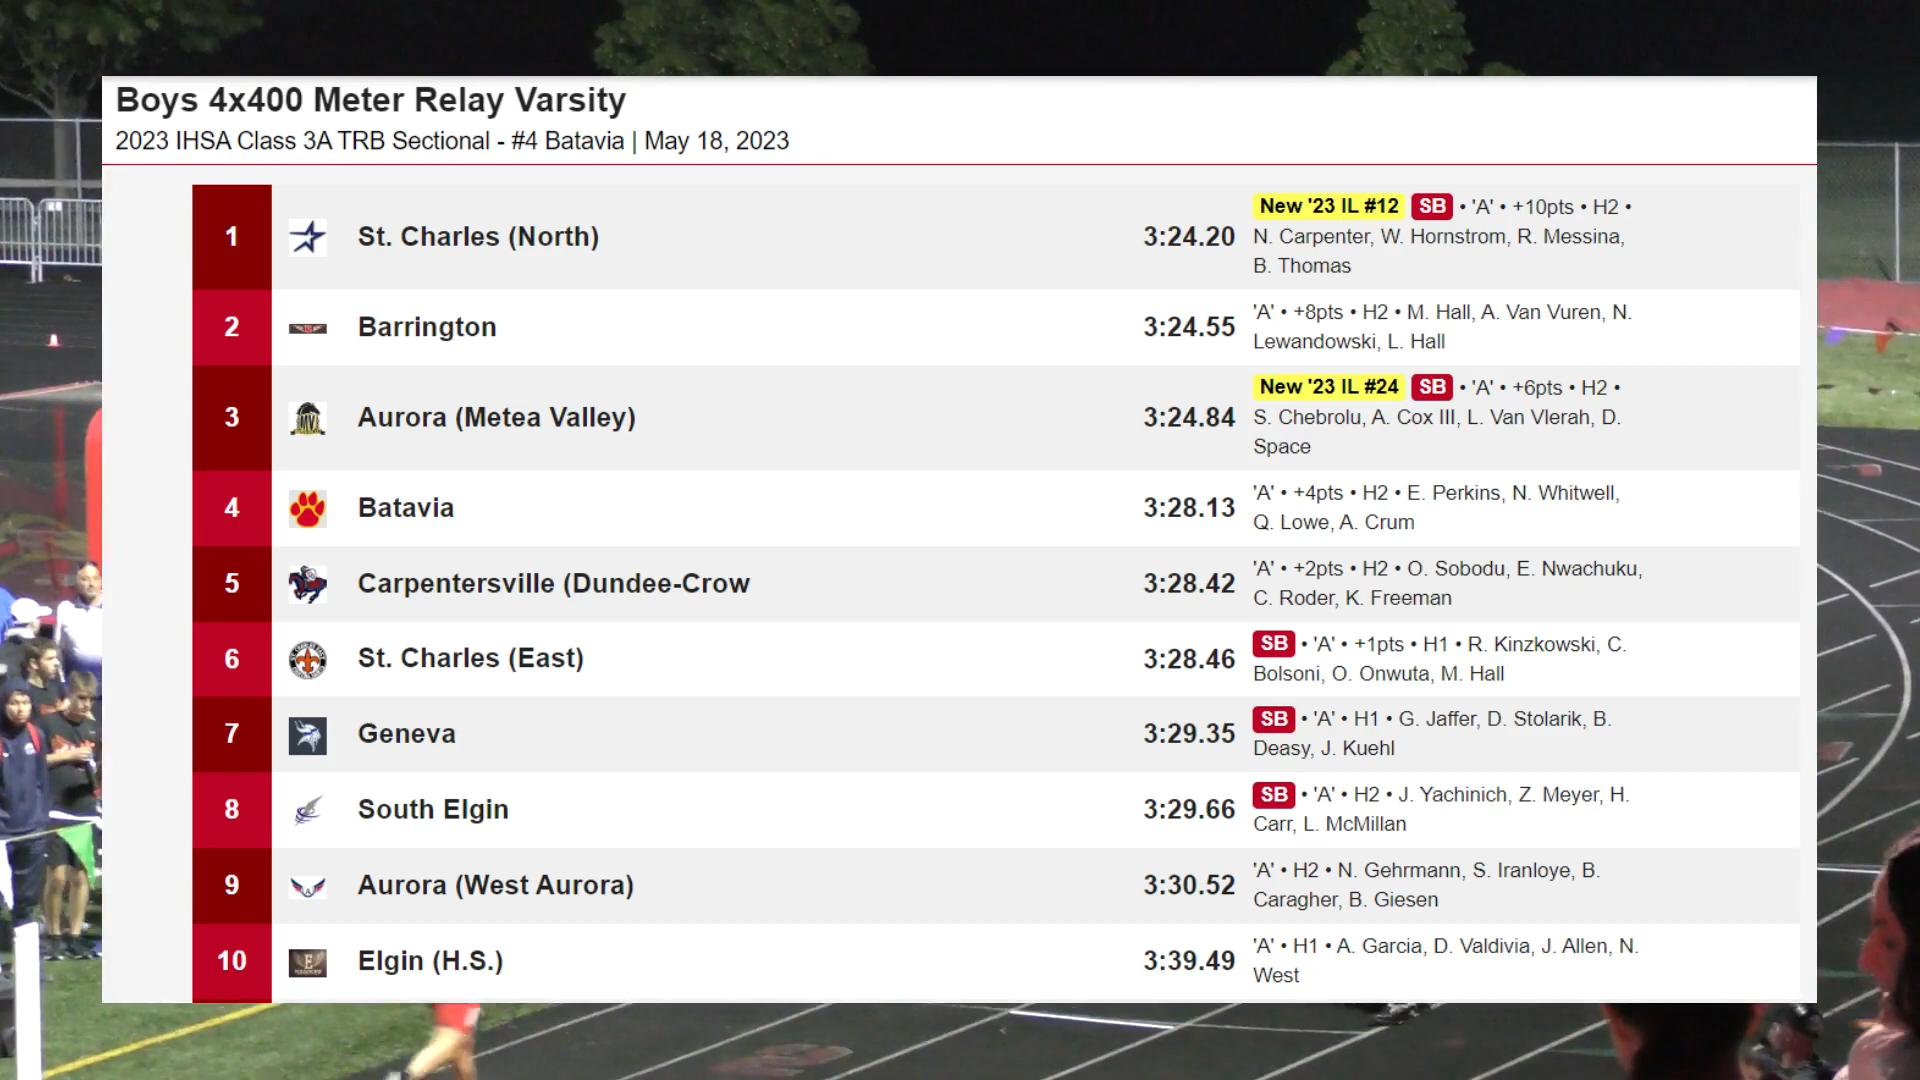 Boys 4x400 Meter Relay Varsity
2023 IHSA Class 3A TRB Sectional - #4 Batavia | May 18, 2023
1 St. Charles (North) 3:24.20 New '23 IL #12 SB • 'A' • +10pts • H2 •
N. Carpenter, W. Hornstrom, R. Messina,
B. Thomas
2 Barrington 3:24.55 'A' • +8pts • H2 • M. Hall, A. Van Vuren, N.
Lewandowski, L. Hall
3 Aurora (Metea Valley) 3:24.84 New '23 IL #24 SB • 'A' • +6pts • H2 •
S. Chebrolu, A. Cox III, L. Van Vlerah, D.
Space
4 Batavia 3:28.13 'A' • +4pts • H2 • E. Perkins, N. Whitwell,
Q. Lowe, A. Crum
5 Carpentersville (Dundee-Crow 3:28.42 'A' • +2pts • H2 • O. Sobodu, E. Nwachuku,
C. Roder, K. Freeman
6 St. Charles (East) 3:28.46 SB • 'A' • +1pts • H1 • R. Kinzkowski, C.
Bolsoni, O. Onwuta, M. Hall
7 Geneva 3:29.35 SB • 'A' • H1 • G. Jaffer, D. Stolarik, B.
Deasy, J. Kuehl
8 South Elgin 3:29.66 SB • 'A' • H2 • J. Yachinich, Z. Meyer, H.
Carr, L. McMillan
9 Aurora (West Aurora) 3:30.52 'A' • H2 • N. Gehrmann, S. Iranloye, B.
Caragher, B. Giesen
10 Elgin (H.S.) 3:39.49 'A' • H1 • A. Garcia, D. Valdivia, J. Allen, N.
West